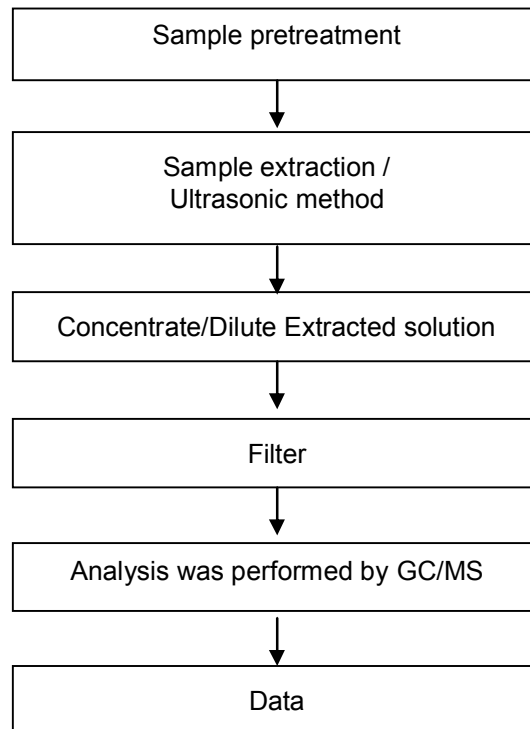 Sample pretreatment
Sample extraction /
Ultrasonic method
Concentrate/Dilute Extracted solution
Filter
Analysis was performed by GC/MS
Data